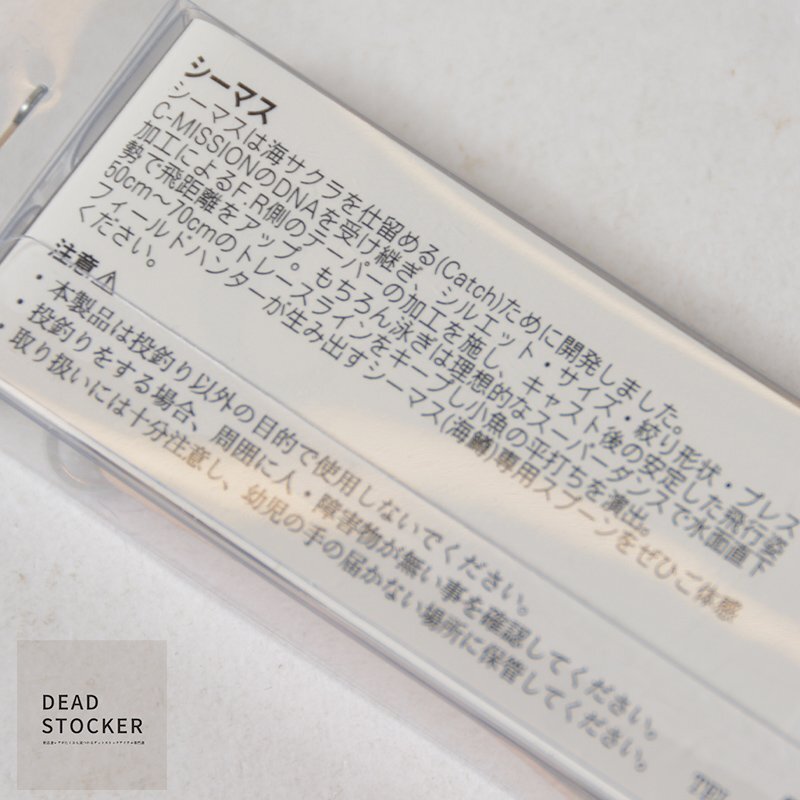 シーマス
シーマスは海サクラを仕留める(Catch)ために開発しました。
C-MISSIONのDNAを受け継ぎ、シルエット・サイズ・絞り形状・プレス
加工によるF.R側のテーパーの加工を施し、キャスト後の安定した飛行姿
勢で飛距離をアップ。もちろん泳ぎは理想的なスーパーダンスで水面直下
50cm〜70cmのトレースラインをキープし小魚の平打ちを演出。
フィールドハンターが生み出すシーマス(海鱒)専用スプーンをぜひご体感
ください。
注意⚠
・本製品は投釣り以外の目的で使用しないでください。
・投釣りをする場合、周囲に人・障害物が無い事を確認してください。
・取り扱いには十分注意し、幼児の手の届かない場所に保管してください。
TEL
DEAD
STOCKER